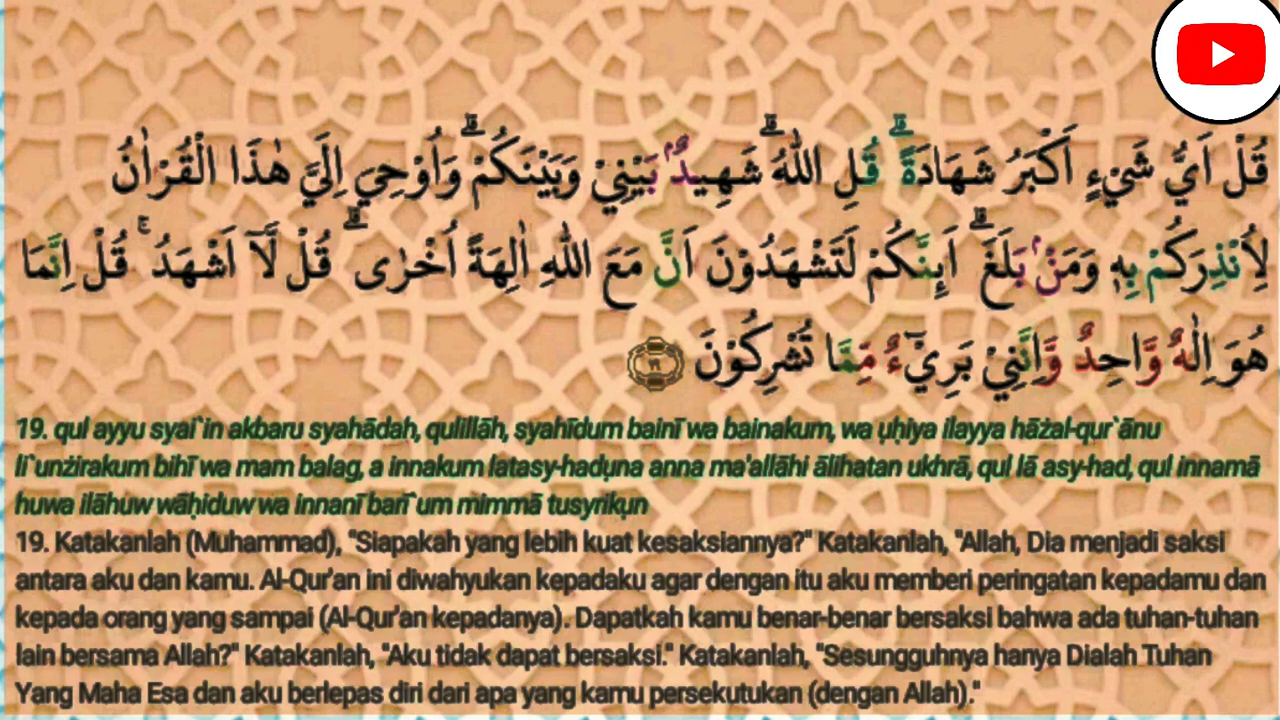 قُلْ اَيُّ شَيْءٍ اَكْبَرُ شَهَادَةً ۗ قُلِ اللّٰهُ ۗشَهِيْدٌۢ بَيْنِيْ وَبَيْنَكُمْ ۗوَاُوْحِيَ اِلَيَّ هٰذَا الْقُرْاٰنُ
لِاُنْذِرَكُمْ بِهٖ وَمَنْۢ بَلَغَ ۗ اَىِٕنَّكُمْ لَتَشْهَدُوْنَ اَنَّ مَعَ اللّٰهِ اٰلِهَةً اُخْرٰى ۗ قُلْ لَّآ اَشْهَدُ ۚ قُلْ اِنَّمَا
هُوَ اِلٰهٌ وَّاحِدٌ وَّاِنَّنِيْ بَرِيْۤءٌ مِّمَّا تُشْرِكُوْنَ ١٩
19. qul ayyu syai`in akbaru syahādah, qulillāh, syahīdum bainī wa bainakum, wa ụḥiya ilayya hāżal-qur`ānu
li`unżirakum bihī wa mam balag, a innakum latasy-hadụna anna ma'allāhi ālihatan ukhrā, qul lā asy-had, qul innamā
huwa ilāhuw wāḥiduw wa innanī barī`um mimmā tusyrikụn
19. Katakanlah (Muhammad), "Siapakah yang lebih kuat kesaksiannya?" Katakanlah, "Allah, Dia menjadi saksi
antara aku dan kamu. Al-Qur'an ini diwahyukan kepadaku agar dengan itu aku memberi peringatan kepadamu dan
kepada orang yang sampai (Al-Qur'an kepadanya). Dapatkah kamu benar-benar bersaksi bahwa ada tuhan-tuhan
lain bersama Allah?" Katakanlah, "Aku tidak dapat bersaksi." Katakanlah, "Sesungguhnya hanya Dialah Tuhan
Yang Maha Esa dan aku berlepas diri dari apa yang kamu persekutukan (dengan Allah)."